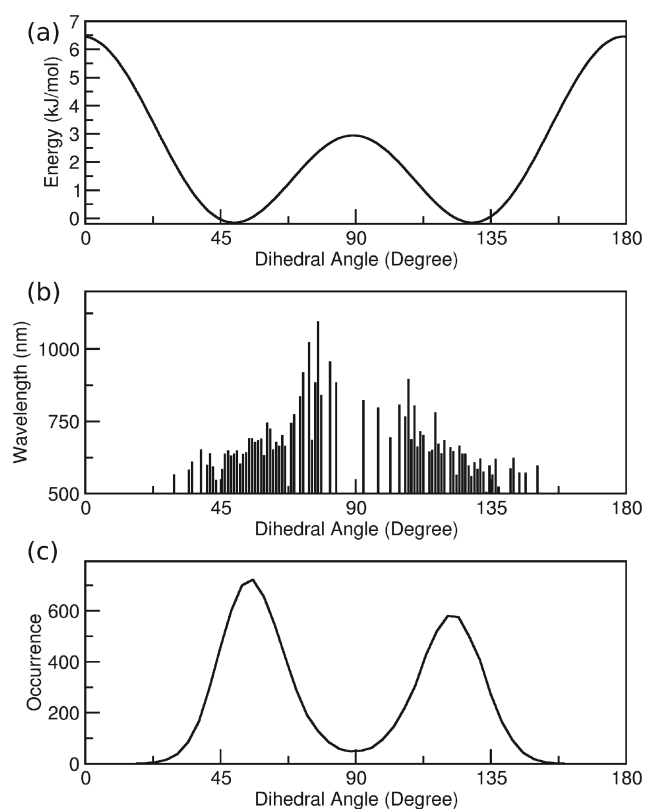 (a)
7
6
5
4
3
2
1
0
Energy (kJ/mol)
0 45 90 135 180
Dihedral Angle (Degree)
(b)
1000
750
500
Wavelength (nm)
0 45 90 135 180
Dihedral Angle (Degree)
(c)
600
400
200
0
Occurrence
0 45 90 135 180
Dihedral Angle (Degree)